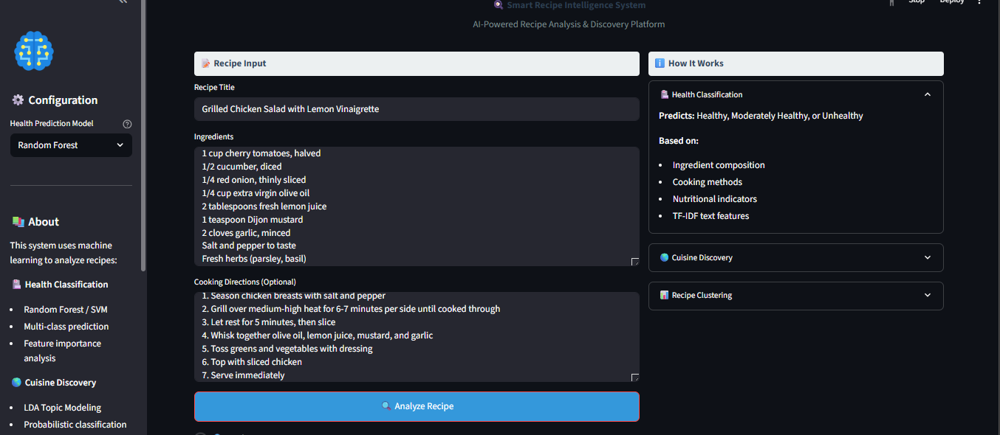 Smart Recipe Intelligence System
Stop
Deploy
AI-Powered Recipe Analysis & Discovery Platform
Configuration
Health Prediction Model
Random Forest
About
This system uses machine
learning to analyze recipes:
Health Classification
Random Forest / SVM
Multi-class prediction
Feature importance
analysis
Cuisine Discovery
LDA Topic Modeling
Probabilistic classification
Recipe Input
Recipe Title
Grilled Chicken Salad with Lemon Vinaigrette
Ingredients
1 cup cherry tomatoes, halved
1/2 cucumber, diced
1/4 red onion, thinly sliced
1/4 cup extra virgin olive oil
2 tablespoons fresh lemon juice
1 teaspoon Dijon mustard
2 cloves garlic, minced
Salt and pepper to taste
Fresh herbs (parsley, basil)
Cooking Directions (Optional)
1. Season chicken breasts with salt and pepper
2. Grill over medium-high heat for 6-7 minutes per side until cooked through
3. Let rest for 5 minutes, then slice
4. Whisk together olive oil, lemon juice, mustard, and garlic
5. Toss greens and vegetables with dressing
6. Top with sliced chicken
7. Serve immediately
Analyze Recipe
How It Works
Health Classification
Predicts: Healthy, Moderately Healthy, or Unhealthy
Based on:
Ingredient composition
Cooking methods
Nutritional indicators
TF-IDF text features
Cuisine Discovery
Recipe Clustering